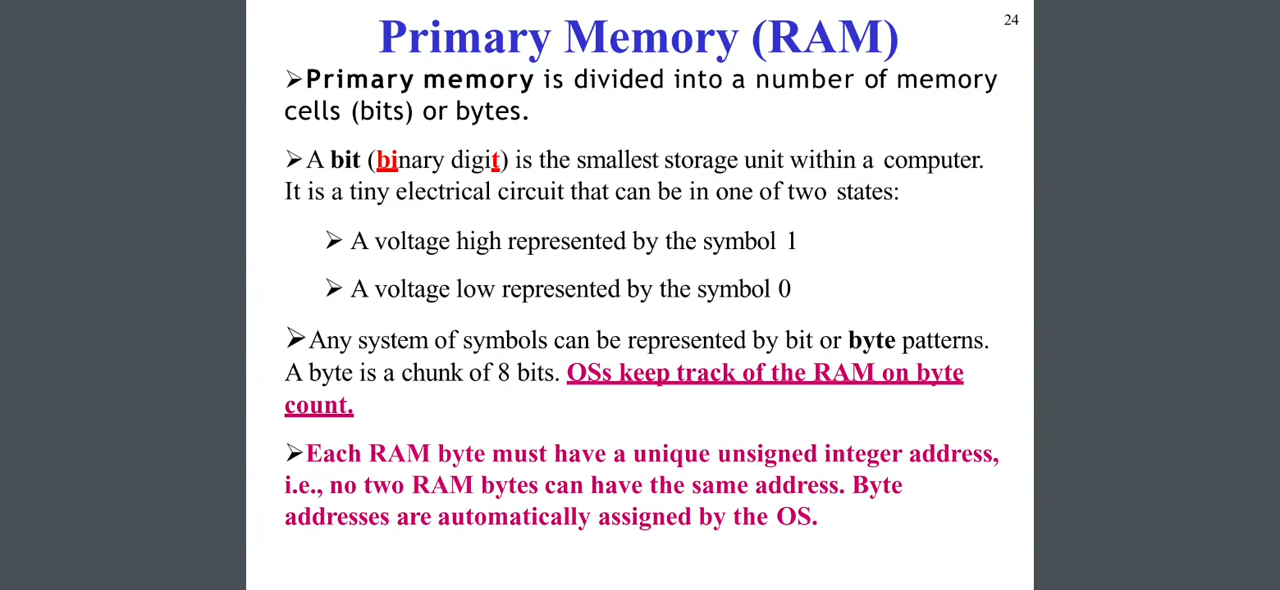 24
Primary Memory (RAM)
➢Primary memory is divided into a number of memory
cells (bits) or bytes.
➢A bit (binary digit) is the smallest storage unit within a computer.
It is a tiny electrical circuit that can be in one of two states:
➢ A voltage high represented by the symbol 1
➢ A voltage low represented by the symbol 0
➢Any system of symbols can be represented by bit or byte patterns.
A byte is a chunk of 8 bits. OSs keep track of the RAM on byte
count.
➢Each RAM byte must have a unique unsigned integer address,
i.e., no two RAM bytes can have the same address. Byte
addresses are automatically assigned by the OS.